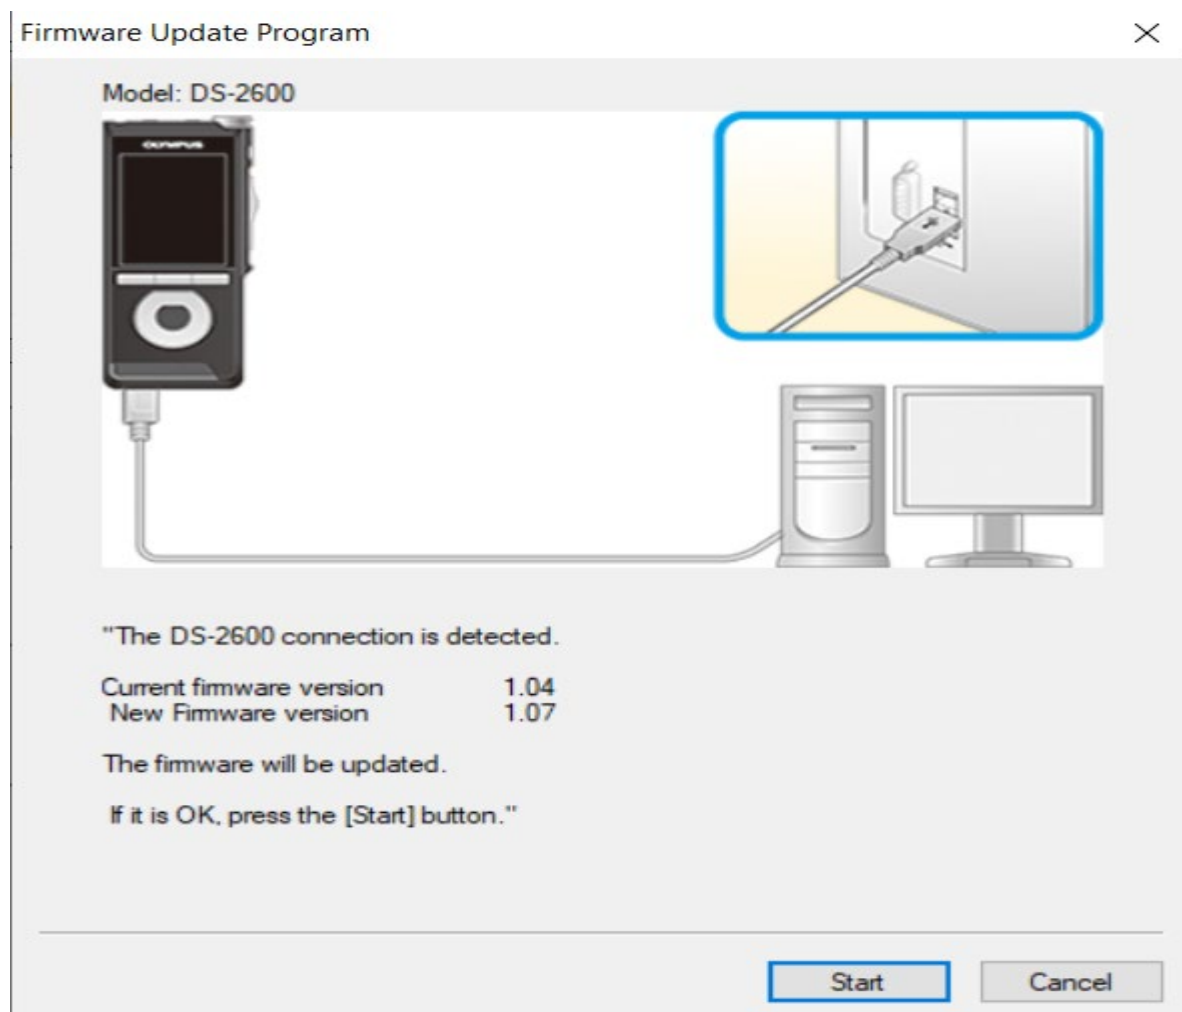 Firmware Update Program
Model: DS-2600
OLYMPUS
"The DS-2600 connection is detected.
Current firmware version 1.04
New Firmware version 1.07
The firmware will be updated.
If it is OK, press the [Start] button."
Start Cancel